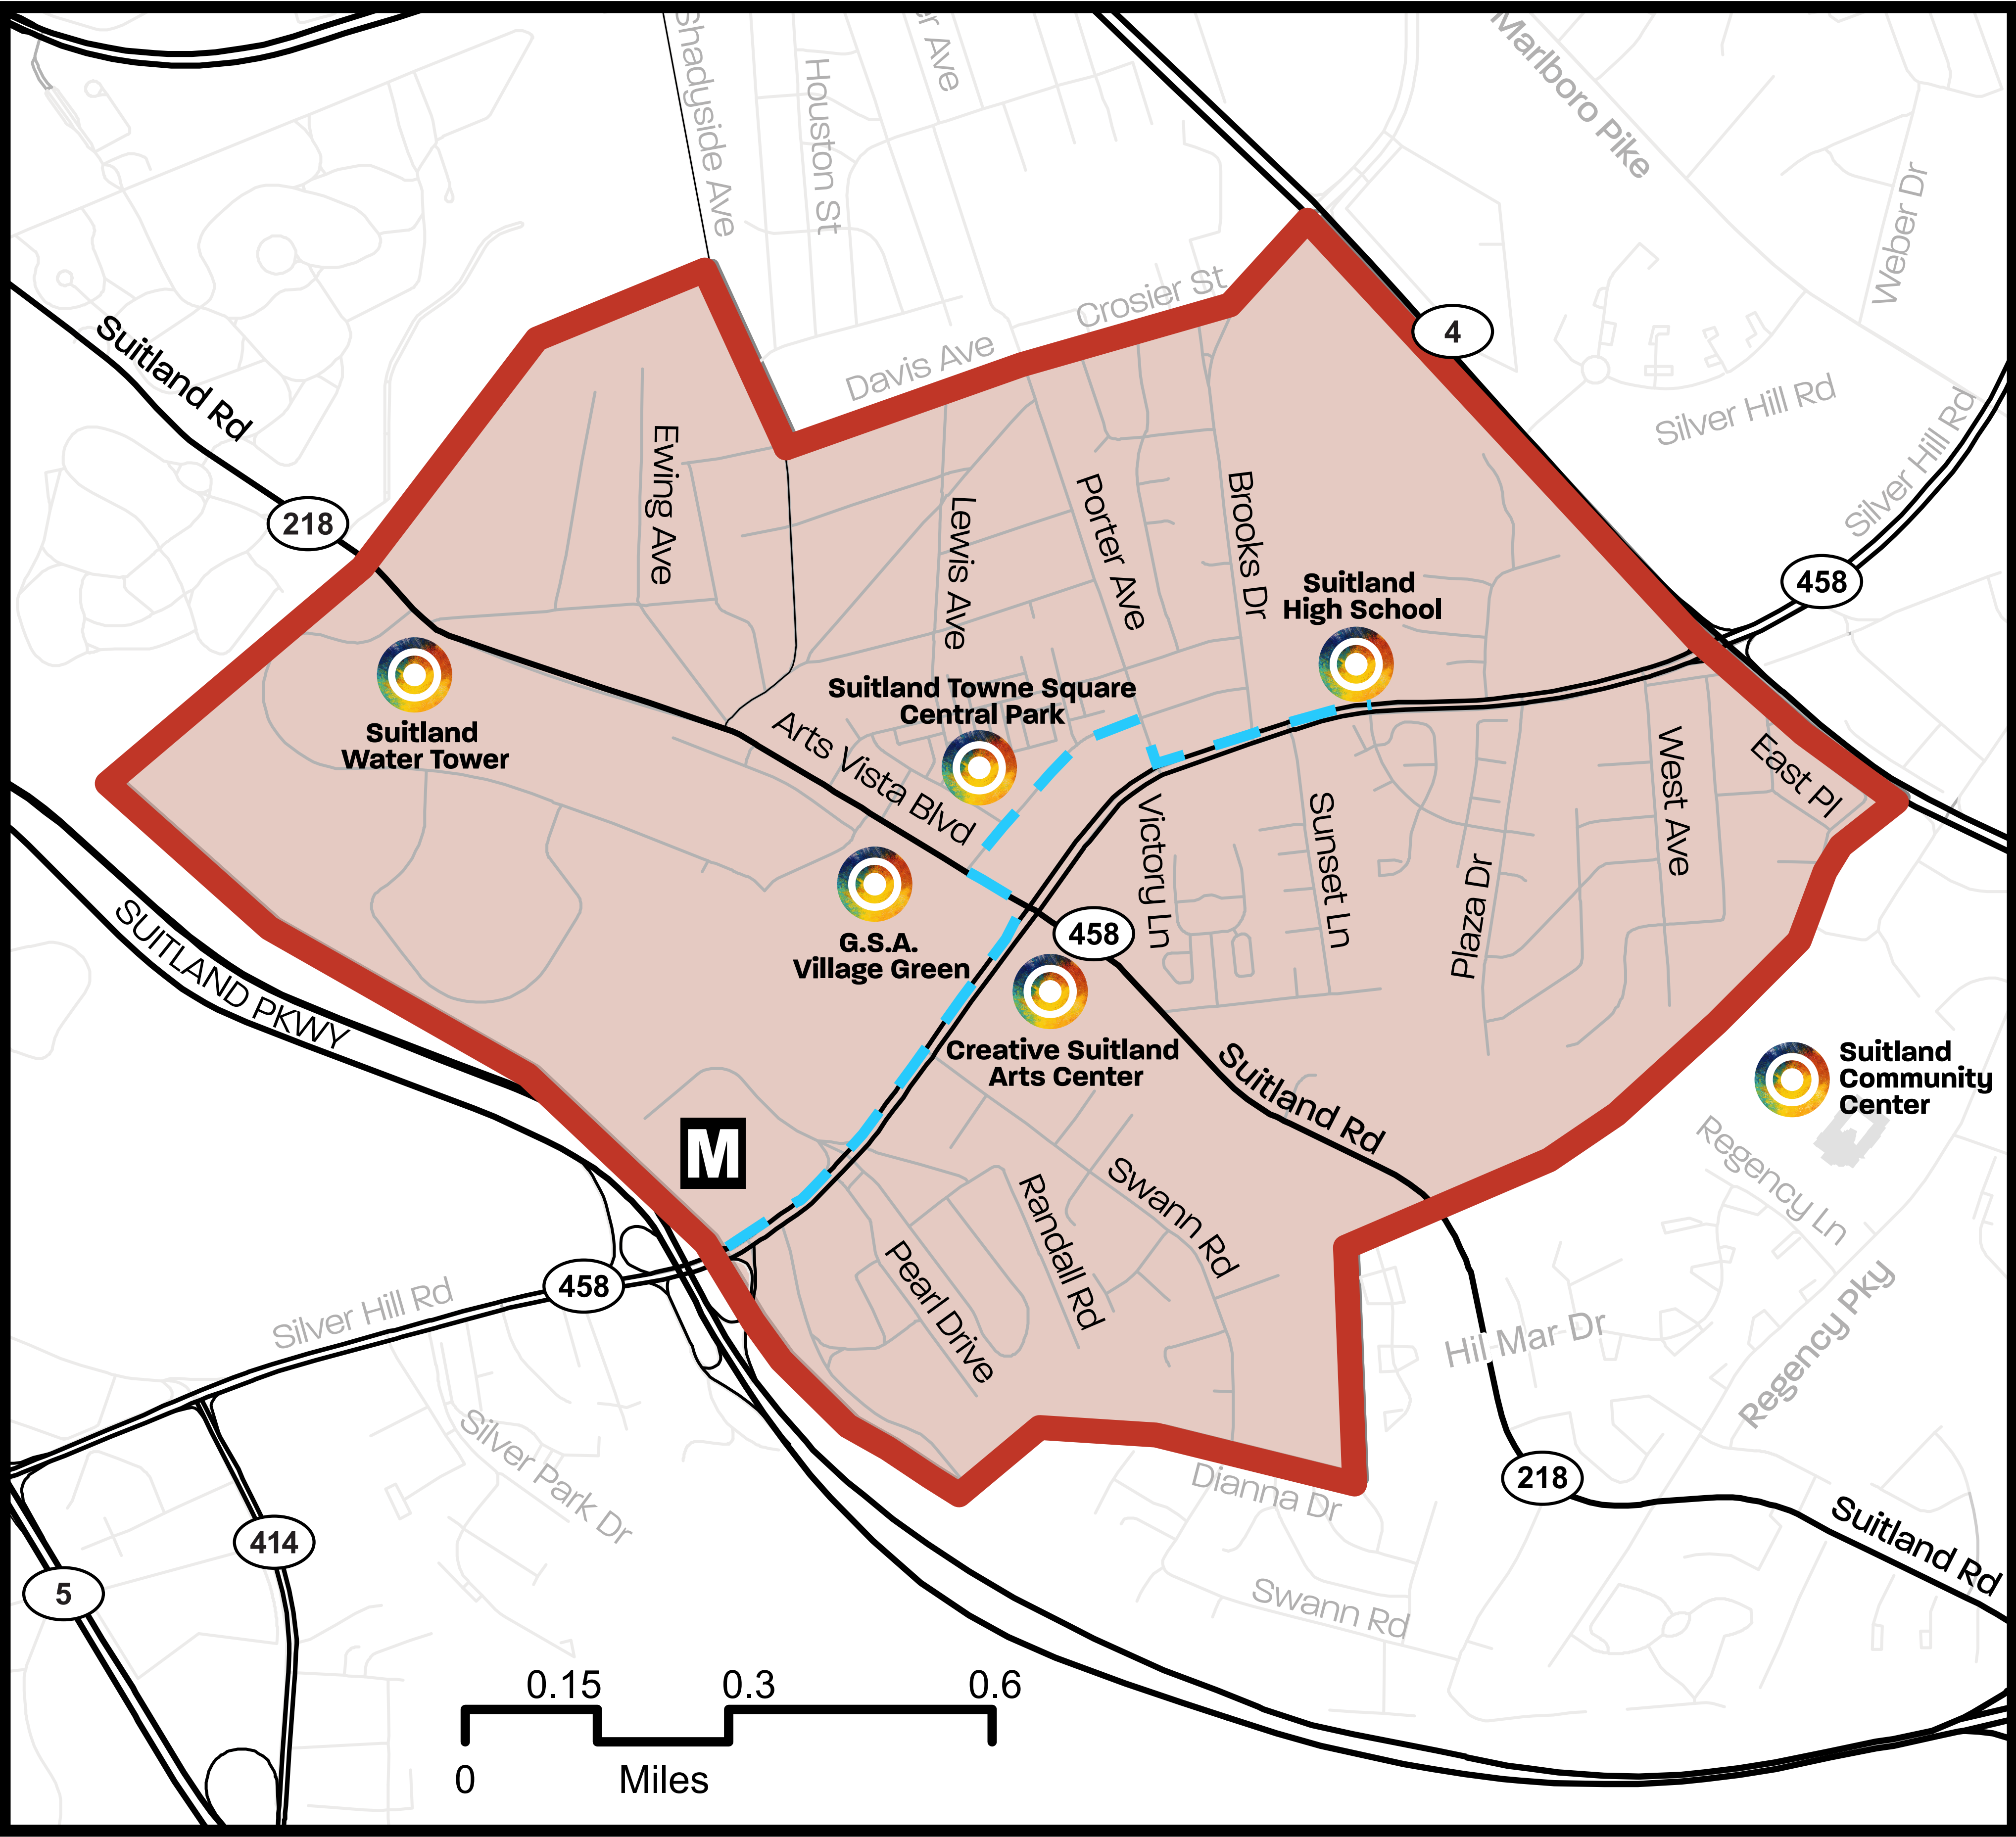 Shadyside Ave
Houston St
er Ave
Marlboro Pike
Weber Dr
Crosier St
Davis Ave
4
Silver Hill Rd
Silver Hill Rd
458
Suitland Rd
218
Ewing Ave
Lewis Ave
Porter Ave
Brooks Dr
Suitland
High School
Suitland
Water Tower
Suitland Towne Square
Central Park
Arts Vista Blvd
West Ave
East Pl
Victory Ln
Sunset Ln
Plaza Dr
458
G.S.A.
Village Green
SUITLAND PKWY
Creative Suitland
Arts Center
Suitland Rd
Suitland
Community
Center
M
Regency Ln
Swann Rd
Randall Rd
Pearl Drive
458
Silver Hill Rd
Hil Mar Dr
Regency Pky
Silver Park Dr
Dianna Dr
218
Suitland Rd
414
5
Swann Rd
0.15
0.3
0.6
0
Miles